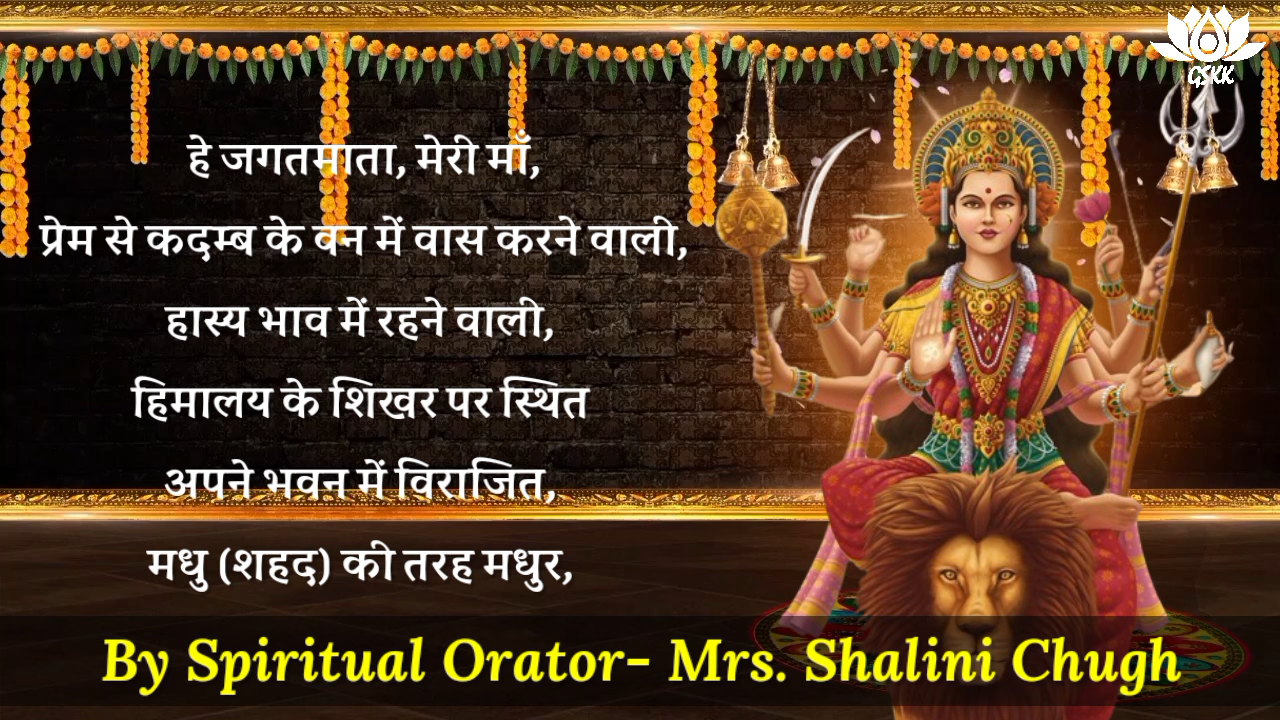 GSKK
हे जगतमाता, मेरी माँ,
प्रेम से कदम्ब के वन में वास करने वाली,
हास्य भाव में रहने वाली,
हिमालय के शिखर पर स्थित
अपने भवन में विराजित,
मधु (शहद) की तरह मधुर,
By Spiritual Orator- Mrs. Shalini Chugh